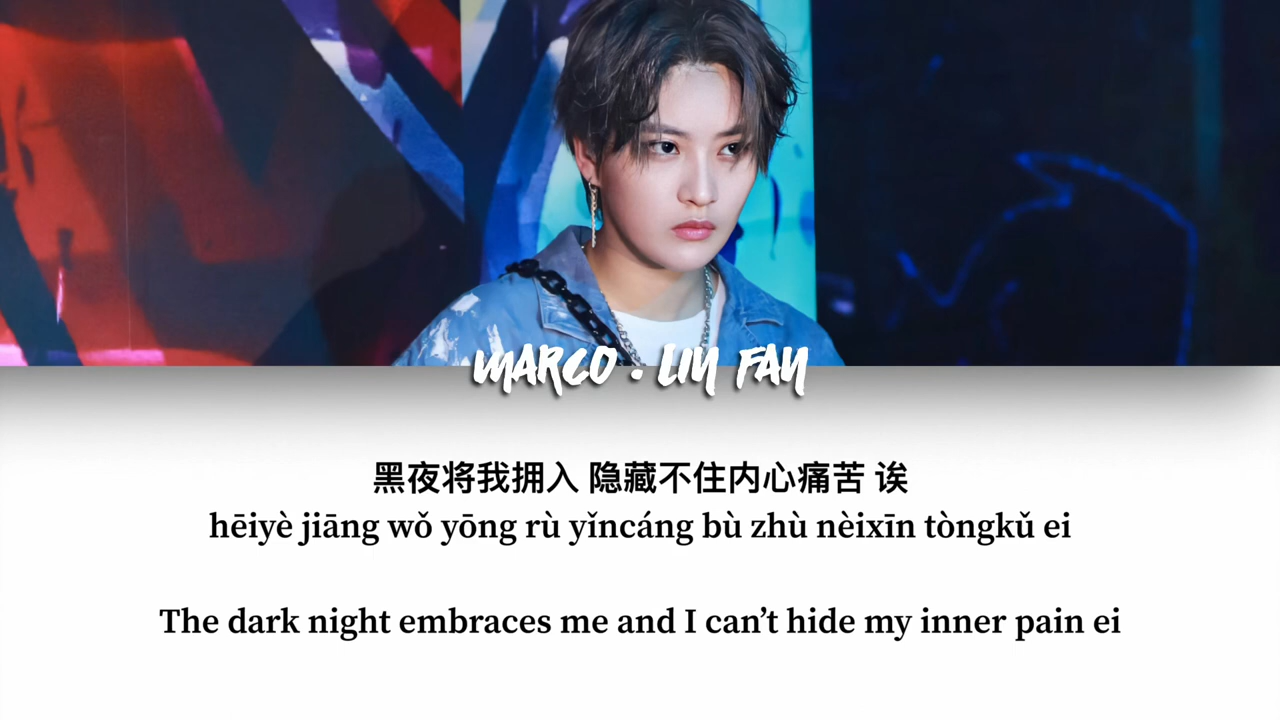 MARCO . LIN FAN
黑夜将我拥入 隐藏不住内心痛苦 诶
hēiyè jiāng wǒ yōng rù yǐncáng bù zhù nèixīn tòngkǔ ei
The dark night embraces me and I can’t hide my inner pain ei